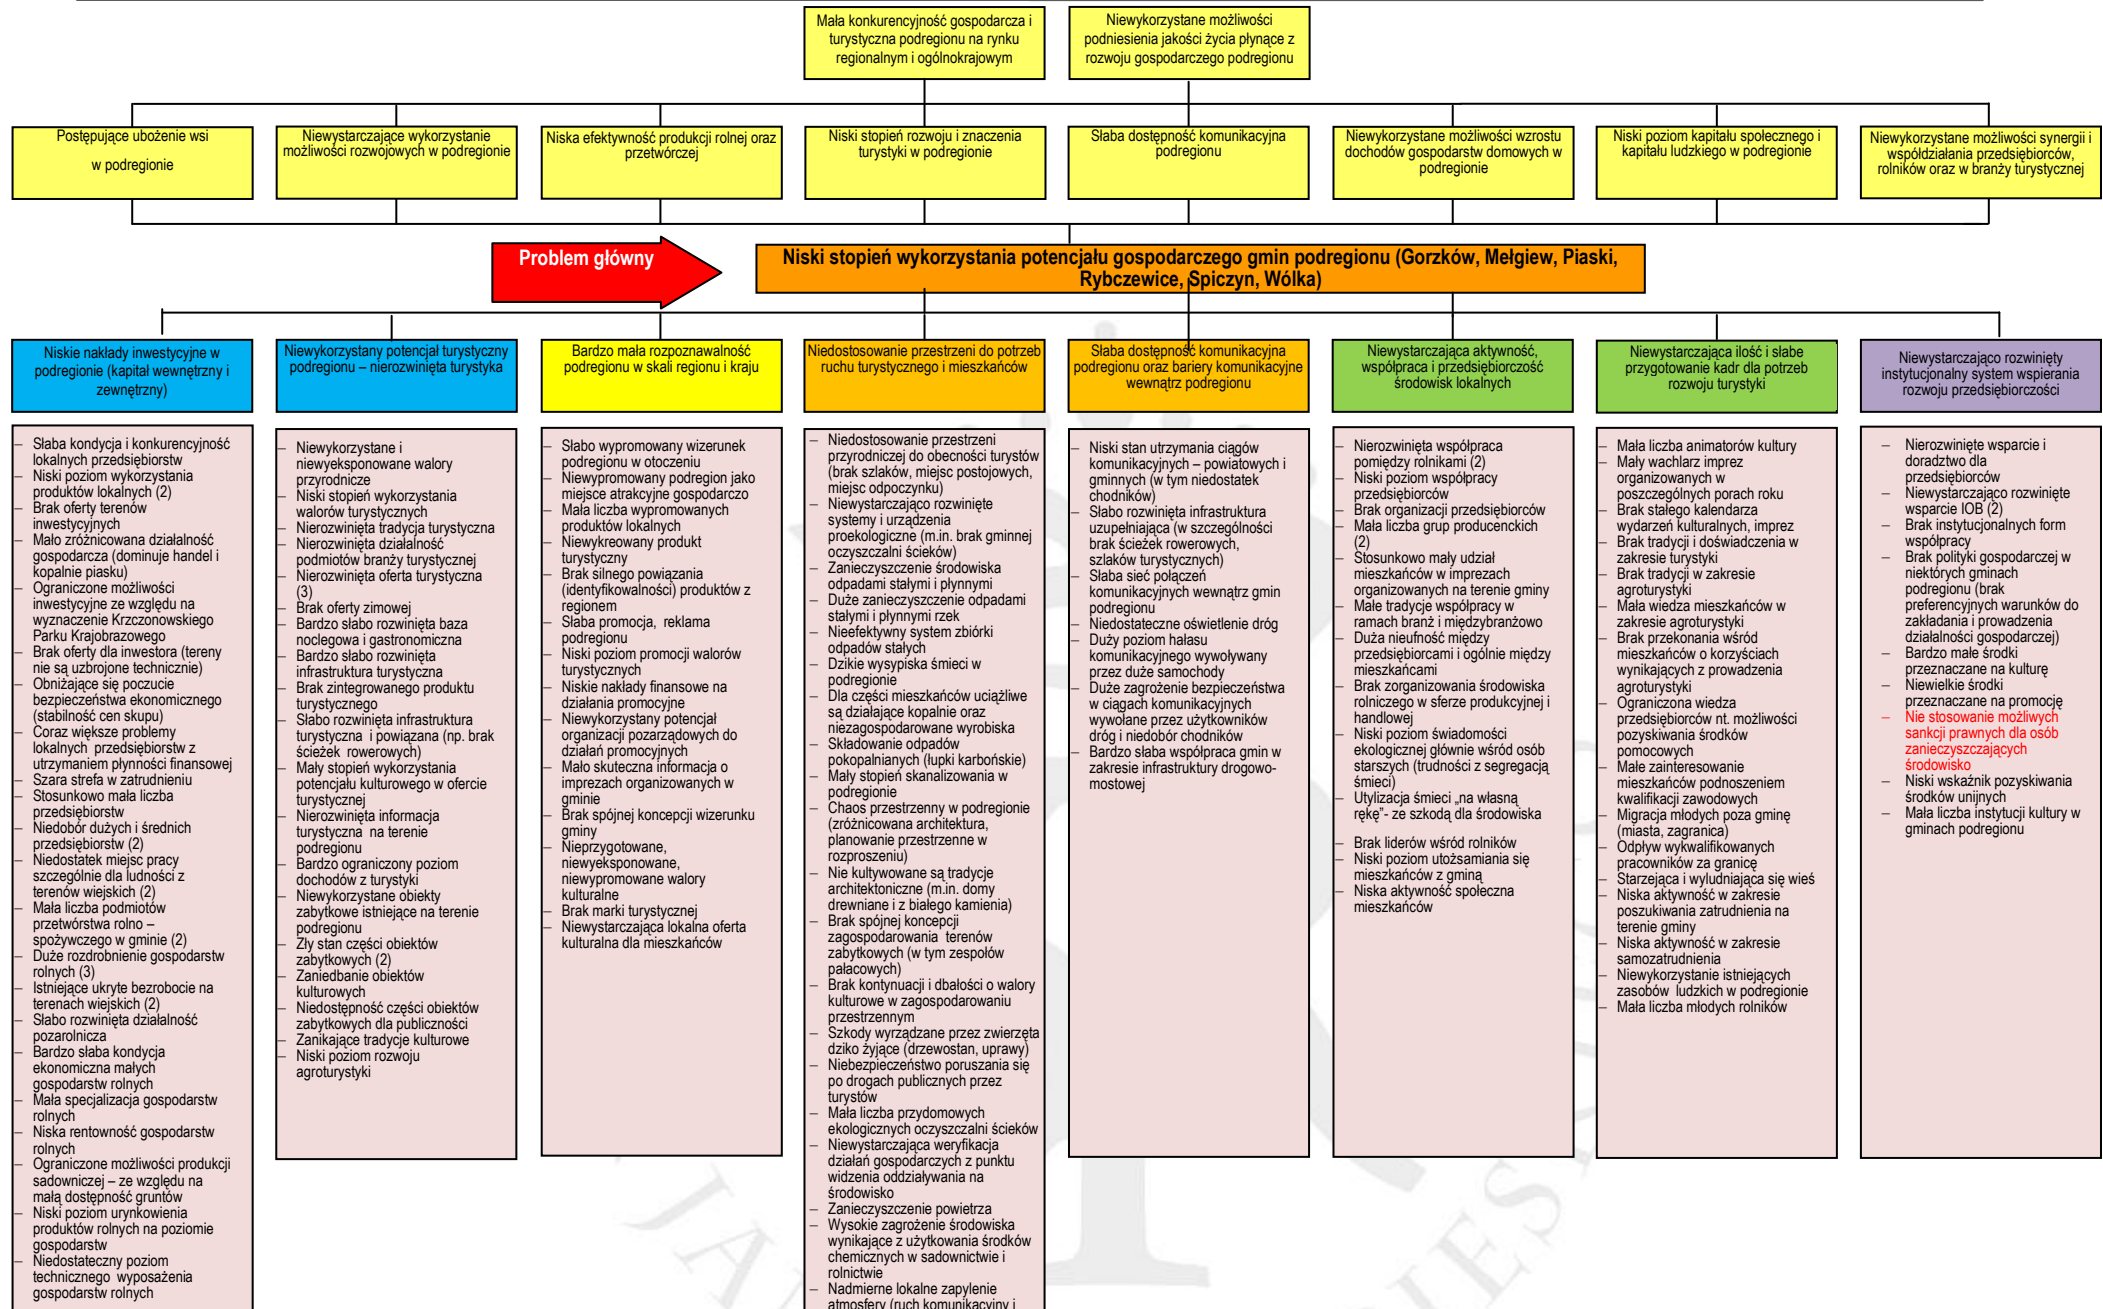 Mała konkurencyjność gospodarcza i
turystyczna podregionu na rynku
regionalnym i ogólnokrajowym
Niewykorzystane możliwości
podniesienia jakości życia płynące z
rozwoju gospodarczego podregionu
Postępujące ubożenie wsi
w podregionie
Niewystarczające wykorzystanie
możliwości rozwojowych w podregionie
Niska efektywność produkcji rolnej oraz
przetwórczej
Niski stopień rozwoju i znaczenia
turystyki w podregionie
Słaba dostępność komunikacyjna
podregionu
Niewykorzystane możliwości wzrostu
dochodów gospodarstw domowych w
podregionie
Niski poziom kapitału społecznego i
kapitału ludzkiego w podregionie
Niewykorzystane możliwości synergii i
współdziałania przedsiębiorców,
rolników oraz w branży turystycznej
Problem główny
Niski stopień wykorzystania potencjału gospodarczego gmin podregionu (Gorzków, Mełgiew, Piaski,
Rybczewice, Spiczyn, Wólka)
Niskie nakłady inwestycyjne w
podregionie (kapitał wewnętrzny i
zewnętrzny)
Niewykorzystany potencjał turystyczny
podregionu – nierozwinięta turystyka
Bardzo mała rozpoznawalność
podregionu w skali regionu i kraju
Niedostosowanie przestrzeni do potrzeb
ruchu turystycznego i mieszkańców
Słaba dostępność komunikacyjna
podregionu oraz bariery komunikacyjne
wewnątrz podregionu
Niewystarczająca aktywność,
współpraca i przedsiębiorczość
środowisk lokalnych
Niewystarczająca ilość i słabe
przygotowanie kadr dla potrzeb
rozwoju turystyki
Niewystarczająco rozwinięty
instytucjonalny system wspierania
rozwoju przedsiębiorczości
– Słaba kondycja i konkurencyjność
lokalnych przedsiębiorstw
– Niski poziom wykorzystania
produktów lokalnych (2)
– Brak oferty terenów
inwestycyjnych
– Mało zróżnicowana działalność
gospodarcza (dominuje handel i
kopalnie piasku)
– Ograniczone możliwości
inwestycyjne ze względu na
wyznaczenie Krzczonowskiego
Parku Krajobrazowego
– Brak oferty dla inwestora (tereny
nie są uzbrojone technicznie)
– Obniżające się poczucie
bezpieczeństwa ekonomicznego
(stabilność cen skupu)
– Coraz większe problemy
lokalnych przedsiębiorstw z
utrzymaniem płynności finansowej
– Szara strefa w zatrudnieniu
– Stosunkowo mała liczba
przedsiębiorstw
– Niedobór dużych i średnich
przedsiębiorstw (2)
– Niedostatek miejsc pracy
szczególnie dla ludności z
terenów wiejskich (2)
– Mała liczba podmiotów
przetwórstwa rolno –
spożywczego w gminie (2)
– Duże rozdrobnienie gospodarstw
rolnych (3)
– Istniejące ukryte bezrobocie na
terenach wiejskich (2)
– Słabo rozwinięta działalność
pozarolnicza
– Bardzo słaba kondycja
ekonomiczna małych
gospodarstw rolnych
– Mała specjalizacja gospodarstw
rolnych
– Niska rentowność gospodarstw
rolnych
– Ograniczone możliwości produkcji
sadowniczej – ze względu na
małą dostępność gruntów
– Niski poziom urynkowienia
produktów rolnych na poziomie
gospodarstw
– Niedostateczny poziom
technicznego wyposażenia
gospodarstw rolnych
– Niewykorzystane i
niewyeksponowane walory
przyrodnicze
– Niski stopień wykorzystania
walorów turystycznych
– Nierozwinięta tradycja turystyczna
– Nierozwinięta działalność
podmiotów branży turystycznej
– Nierozwinięta oferta turystyczna
(3)
– Brak oferty zimowej
– Bardzo słabo rozwinięta baza
noclegowa i gastronomiczna
– Bardzo słabo rozwinięta
infrastruktura turystyczna
– Brak zintegrowanego produktu
turystycznego
– Słabo rozwinięta infrastruktura
turystyczna i powiązana (np. brak
ścieżek rowerowych)
– Mały stopień wykorzystania
potencjału kulturowego w ofercie
turystycznej
– Nierozwinięta informacja
turystyczna na terenie
podregionu
– Bardzo ograniczony poziom
dochodów z turystyki
– Niewykorzystane obiekty
zabytkowe istniejące na terenie
podregionu
– Zły stan części obiektów
zabytkowych (2)
– Zaniedbanie obiektów
kulturowych
– Niedostępność części obiektów
zabytkowych dla publiczności
– Zanikające tradycje kulturowe
– Niski poziom rozwoju
agroturystyki
– Słabo wypromowany wizerunek
podregionu w otoczeniu
– Niewypromowany podregion jako
miejsce atrakcyjne gospodarczo
– Mała liczba wypromowanych
produktów lokalnych
– Niewykreowany produkt
turystyczny
– Brak silnego powiązania
(identyfikowalności) produktów z
regionem
– Słaba promocja, reklama
podregionu
– Niski poziom promocji walorów
turystycznych
– Niskie nakłady finansowe na
działania promocyjne
– Niewykorzystany potencjał
organizacji pozarządowych do
działań promocyjnych
– Mało skuteczna informacja o
imprezach organizowanych w
gminie
– Brak spójnej koncepcji wizerunku
gminy
– Nieprzygotowane,
niewyeksponowane,
niewypromowane walory
kulturalne
– Brak marki turystycznej
– Niewystarczająca lokalna oferta
kulturalna dla mieszkańców
– Niedostosowanie przestrzeni
przyrodniczej do obecności turystów
(brak szlaków, miejsc postojowych,
miejsc odpoczynku)
– Niewystarczająco rozwinięte
systemy i urządzenia
proekologiczne (m.in. brak gminnej
oczyszczalni ścieków)
– Zanieczyszczenie środowiska
odpadami stałymi i płynnymi
– Duże zanieczyszczenie odpadami
stałymi i płynnymi rzek
– Nieefektywny system zbiórki
odpadów stałych
– Dzikie wysypiska śmieci w
podregionie
– Dla części mieszkańców uciążliwe
są działające kopalnie oraz
niezagospodarowane wyrobiska
– Składowanie odpadów
pokopalnianych (łupki karbońskie)
– Mały stopień skanalizowania w
podregionie
– Chaos przestrzenny w podregionie
(zróżnicowana architektura,
planowanie przestrzenne w
rozproszeniu)
– Nie kultywowane są tradycje
architektoniczne (m.in. domy
drewniane i z białego kamienia)
– Brak spójnej koncepcji
zagospodarowania terenów
zabytkowych (w tym zespołów
pałacowych)
– Brak kontynuacji i dbałości o walory
kulturowe w zagospodarowaniu
przestrzennym
– Szkody wyrządzane przez zwierzęta
dziko żyjące (drzewostan, uprawy)
– Niebezpieczeństwo poruszania się
po drogach publicznych przez
turystów
– Mała liczba przydomowych
ekologicznych oczyszczalni ścieków
– Niewystarczająca weryfikacja
działań gospodarczych z punktu
widzenia oddziaływania na
środowisko
– Zanieczyszczenie powietrza
– Wysokie zagrożenie środowiska
wynikające z użytkowania środków
chemicznych w sadownictwie i
rolnictwie
– Nadmierne lokalne zapylenie
atmosfery (ruch komunikacyjny i
– Niski stan utrzymania ciągów
komunikacyjnych – powiatowych i
gminnych (w tym niedostatek
chodników)
– Słabo rozwinięta infrastruktura
uzupełniająca (w szczególności
brak ścieżek rowerowych,
szlaków turystycznych)
– Słaba sieć połączeń
komunikacyjnych wewnątrz gmin
podregionu
– Niedostateczne oświetlenie dróg
– Duży poziom hałasu
komunikacyjnego wywoływany
przez duże samochody
– Duże zagrożenie bezpieczeństwa
w ciągach komunikacyjnych
wywołane przez użytkowników
dróg i niedobór chodników
– Bardzo słaba współpraca gmin w
zakresie infrastruktury drogowo-
mostowej
– Nierozwinięta współpraca
pomiędzy rolnikami (2)
– Niski poziom współpracy
przedsiębiorców
– Brak organizacji przedsiębiorców
– Mała liczba grup producenckich
(2)
– Stosunkowo mały udział
mieszkańców w imprezach
organizowanych na terenie gminy
– Małe tradycje współpracy w
ramach branż i międzybranżowo
– Duża nieufność między
przedsiębiorcami i ogólnie między
mieszkańcami
– Brak zorganizowania środowiska
rolniczego w sferze produkcyjnej i
handlowej
– Niski poziom świadomości
ekologicznej głównie wśród osób
starszych (trudności z segregacją
śmieci)
– Utylizacja śmieci „na własną
rękę”- ze szkodą dla środowiska
– Brak liderów wśród rolników
– Niski poziom utożsamiania się
mieszkańców z gminą
– Niska aktywność społeczna
mieszkańców
– Mała liczba animatorów kultury
– Mały wachlarz imprez
organizowanych w
poszczególnych porach roku
– Brak stałego kalendarza
wydarzeń kulturalnych, imprez
– Brak tradycji i doświadczenia w
zakresie turystyki
– Brak tradycji w zakresie
agroturystyki
– Mała wiedza mieszkańców w
zakresie agroturystyki
– Brak przekonania wśród
mieszkańców o korzyściach
wynikających z prowadzenia
agroturystyki
– Ograniczona wiedza
przedsiębiorców nt. możliwości
pozyskiwania środków
pomocowych
– Małe zainteresowanie
mieszkańców podnoszeniem
kwalifikacji zawodowych
– Migracja młodych poza gminę
(miasta, zagranica)
– Odpływ wykwalifikowanych
pracowników za granicę
– Starzejąca i wyludniająca się wieś
– Niska aktywność w zakresie
poszukiwania zatrudnienia na
terenie gminy
– Niska aktywność w zakresie
samozatrudnienia
– Niewykorzystanie istniejących
zasobów ludzkich w podregionie
– Mała liczba młodych rolników
– Nierozwinięte wsparcie i
doradztwo dla
przedsiębiorców
– Niewystarczająco rozwinięte
wsparcie IOB (2)
– Brak instytucjonalnych form
współpracy
– Brak polityki gospodarczej w
niektórych gminach
podregionu (brak
preferencyjnych warunków do
zakładania i prowadzenia
działalności gospodarczej)
– Bardzo małe środki
przeznaczane na kulturę
– Niewielkie środki
przeznaczane na promocję
– Nie stosowanie możliwych
sankcji prawnych dla osób
zanieczyszczających
środowisko
– Niski wskaźnik pozyskiwania
środków unijnych
– Mała liczba instytucji kultury w
gminach podregionu